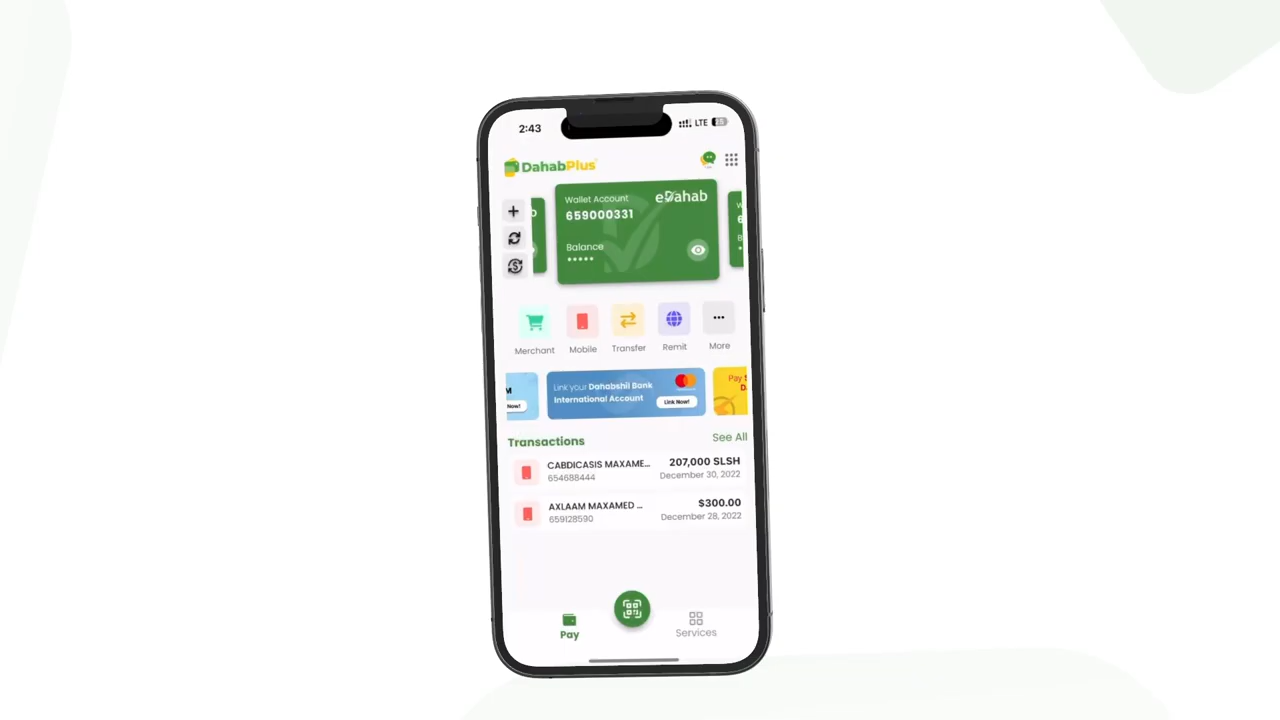 2:43
LTE
DahabPlus
Wallet Account
eDahab
659000331
Balance
*****
Merchant
Mobile
Transfer
Remit
More
M
Now!
Link your Dahabshil Bank
International Account
Link Now!
Pay
Transactions
See All
CABDICASIS MAXAME...
207,000 SLSH
654688444
December 30, 2022
AXLAAM MAXAMED ...
$300.00
659128590
December 28, 2022
Pay
Services